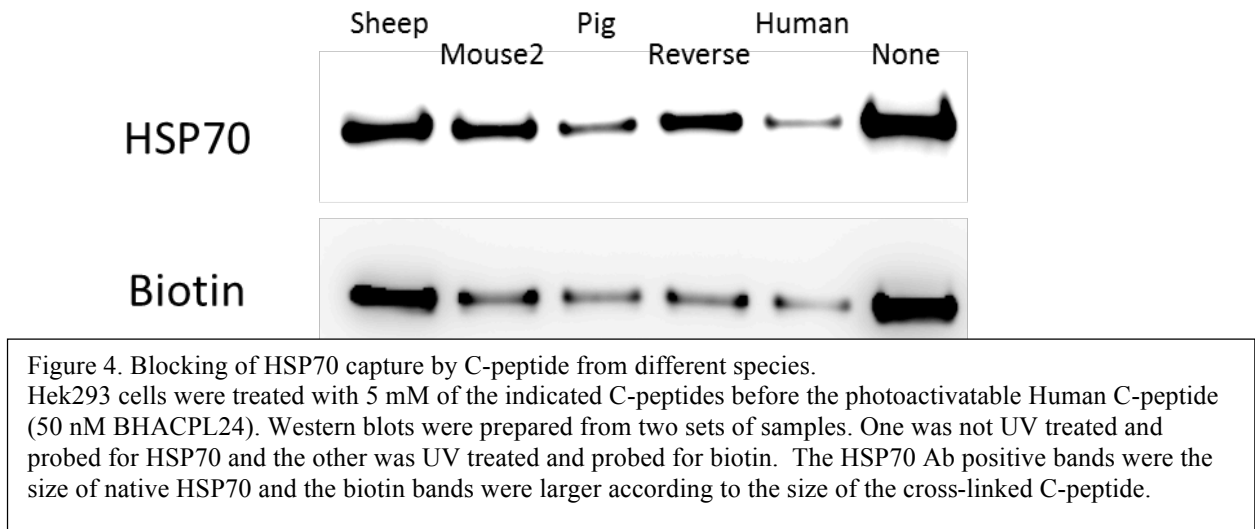 Sheep Pig Human
Mouse2 Reverse None
HSP70
Biotin
Figure 4. Blocking of HSP70 capture by C-peptide from different species.
Hek293 cells were treated with 5 mM of the indicated C-peptides before the photoactivatable Human C-peptide
(50 nM BHACPL24). Western blots were prepared from two sets of samples. One was not UV treated and
probed for HSP70 and the other was UV treated and probed for biotin. The HSP70 Ab positive bands were the
size of native HSP70 and the biotin bands were larger according to the size of the cross-linked C-peptide.